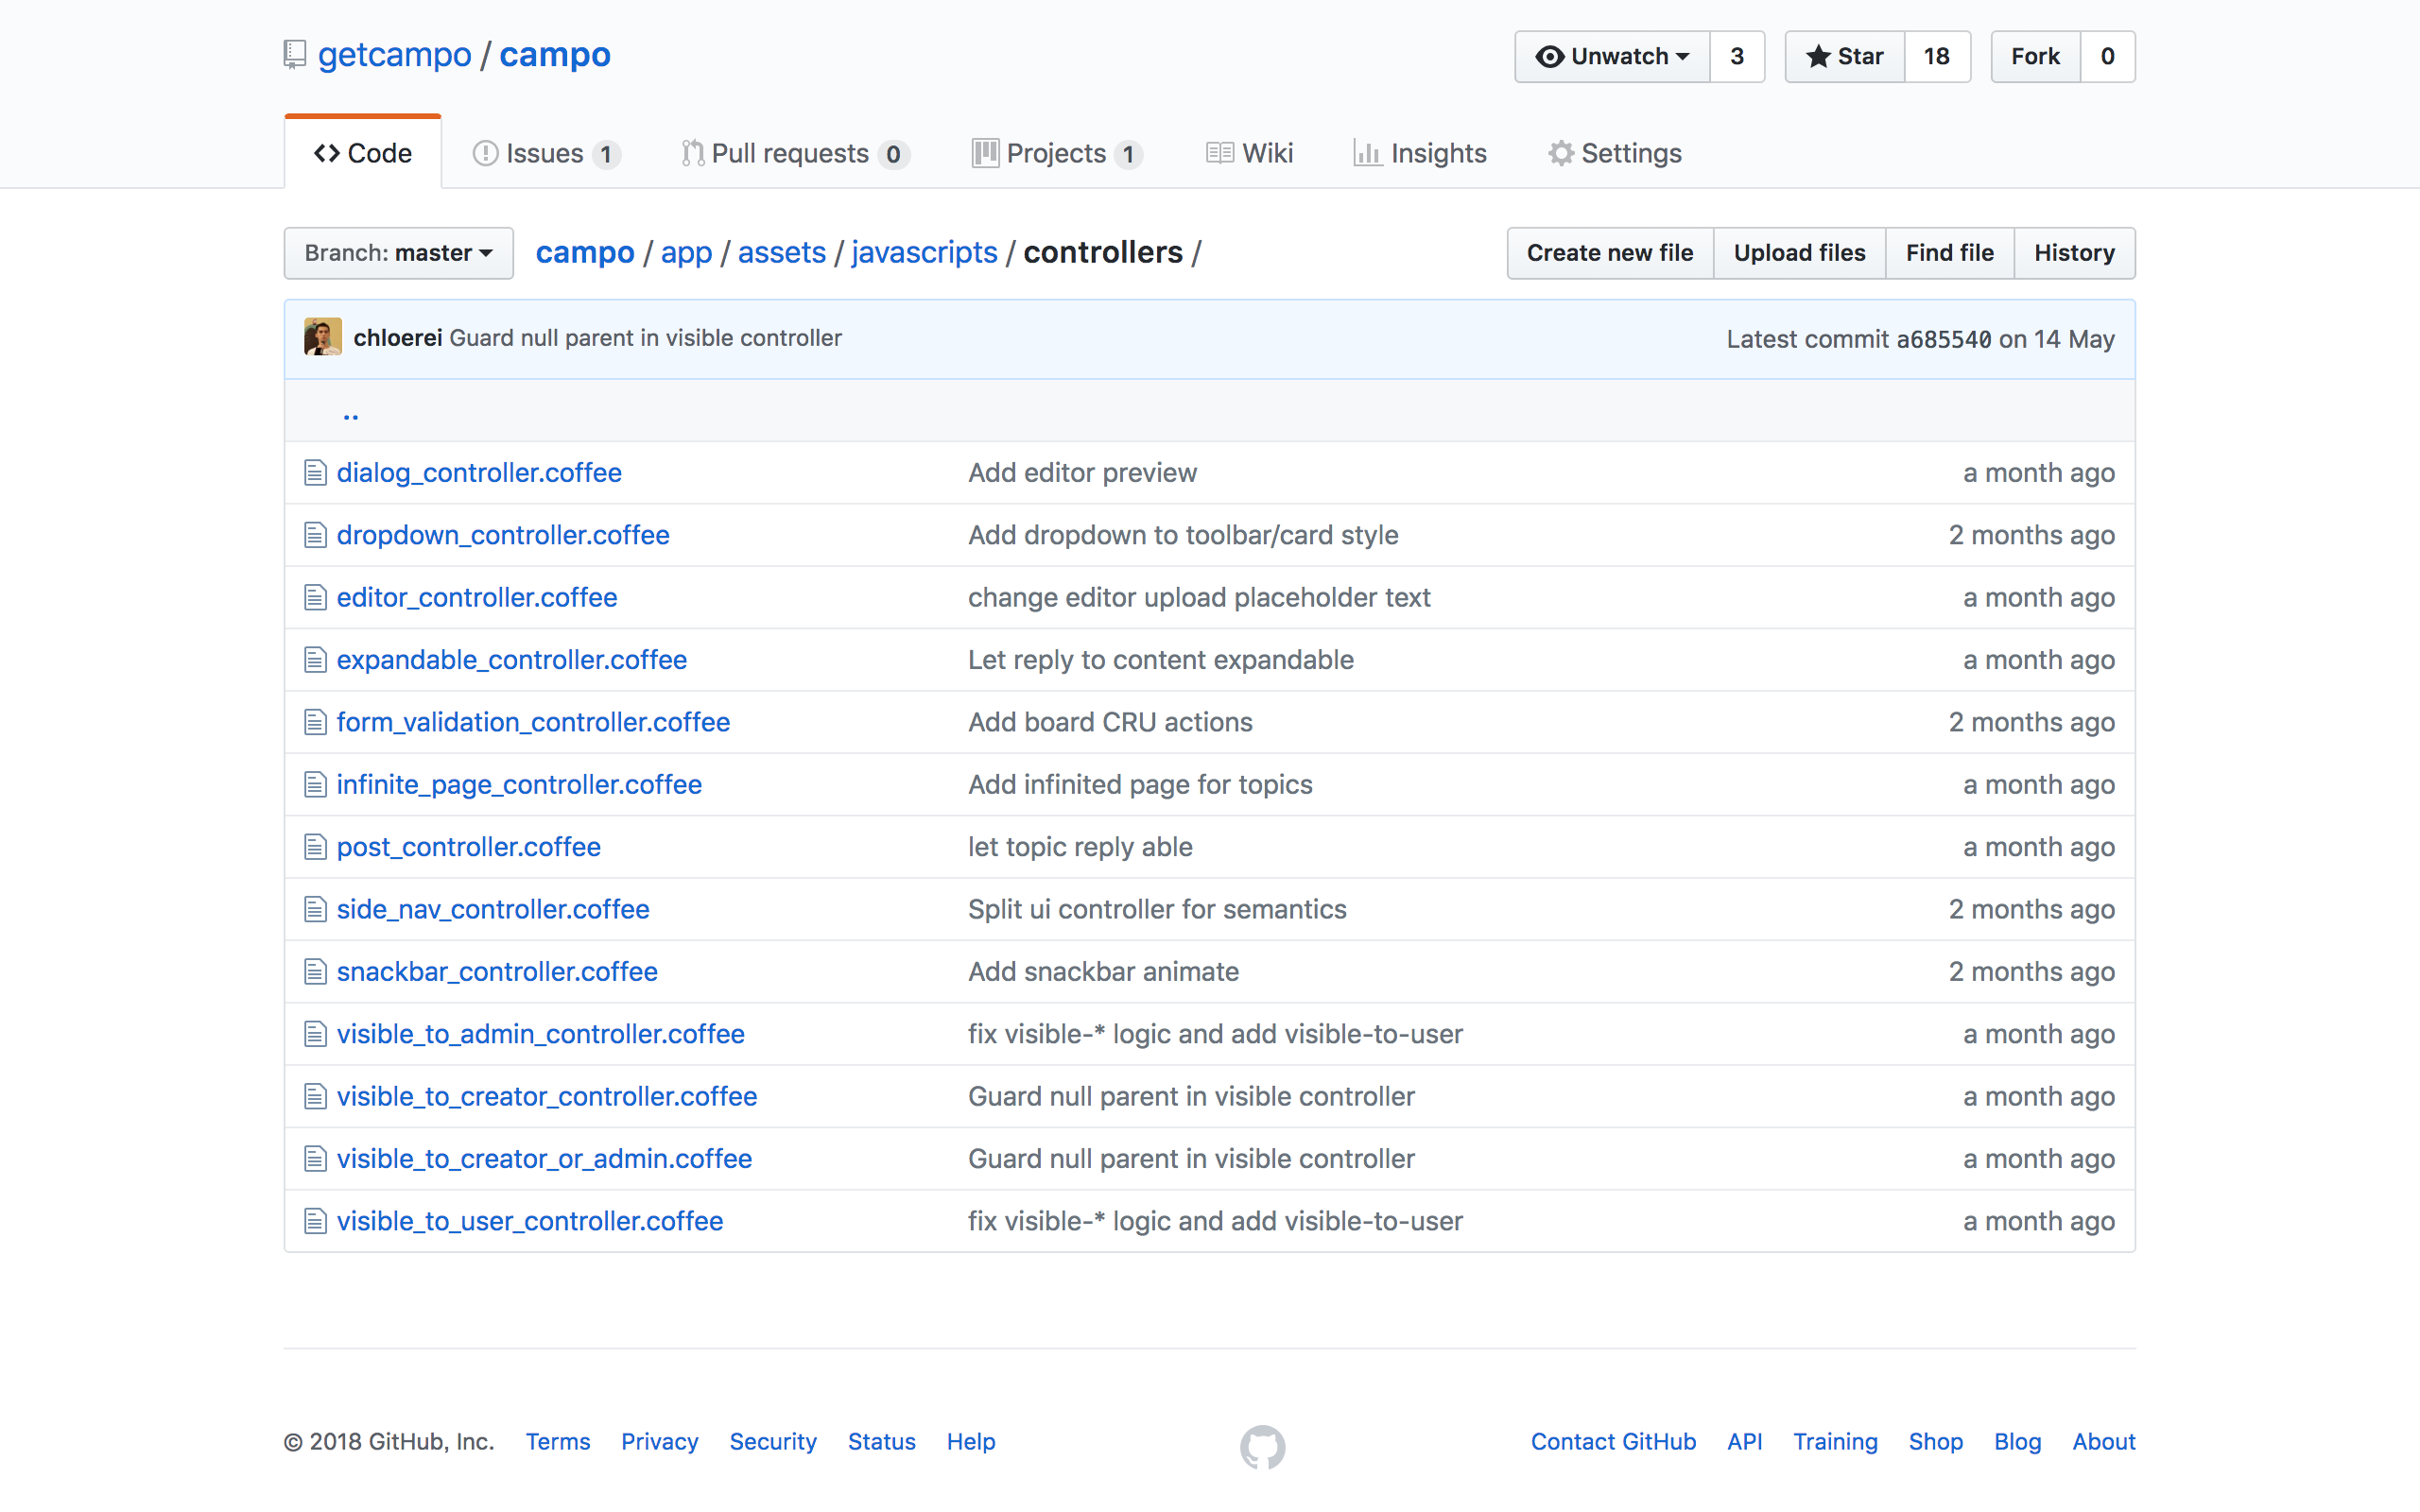 getcampo / campo
Unwatch 3 Star 18 Fork 0
Code Issues 1 Pull requests 0 Projects 1 Wiki Insights Settings
Branch: master campo / app / assets / javascripts / controllers / Create new file Upload files Find file History
chloerei Guard null parent in visible controller Latest commit a685540 on 14 May
..
dialog_controller.coffee Add editor preview a month ago
dropdown_controller.coffee Add dropdown to toolbar/card style 2 months ago
editor_controller.coffee change editor upload placeholder text a month ago
expandable_controller.coffee Let reply to content expandable a month ago
form_validation_controller.coffee Add board CRU actions 2 months ago
infinite_page_controller.coffee Add infinited page for topics a month ago
post_controller.coffee let topic reply able a month ago
side_nav_controller.coffee Split ui controller for semantics 2 months ago
snackbar_controller.coffee Add snackbar animate 2 months ago
visible_to_admin_controller.coffee fix visible-* logic and add visible-to-user a month ago
visible_to_creator_controller.coffee Guard null parent in visible controller a month ago
visible_to_creator_or_admin.coffee Guard null parent in visible controller a month ago
visible_to_user_controller.coffee fix visible-* logic and add visible-to-user a month ago
© 2018 GitHub, Inc. Terms Privacy Security Status Help Contact GitHub API Training Shop Blog About